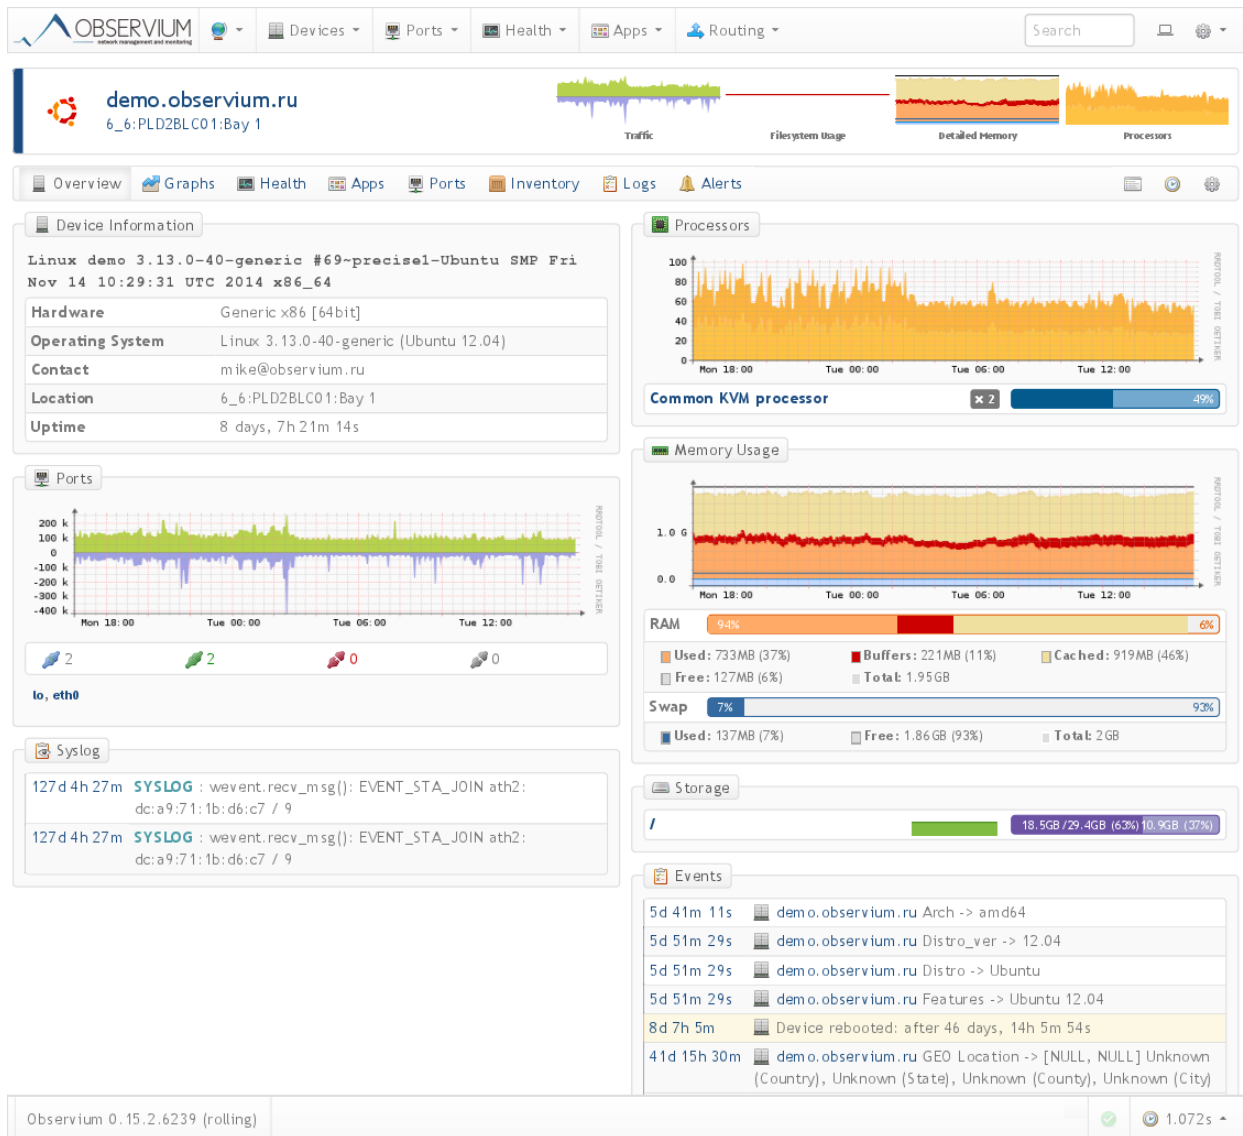 OBSERVIUM
network management and monitoring
Devices
Ports
Health
Apps
Routing
Search
demo.observium.ru
6_6:PLD2BLC01:Bay 1
Traffic
Filesystem Usage
Detailed Memory
Processors
Overview
Graphs
Health
Apps
Ports
Inventory
Logs
Alerts
Device Information
Linux demo 3.13.0-40-generic #69~precise1-Ubuntu SMP Fri
Nov 14 10:29:31 UTC 2014 x86_64
Hardware Generic x86 [64bit]
Operating System Linux 3.13.0-40-generic (Ubuntu 12.04)
Contact mike@observium.ru
Location 6_6:PLD2BLC01:Bay 1
Uptime 8 days, 7h 21m 14s
Ports
200 k
100 k
0
-100 k
-200 k
-300 k
-400 k
Mon 18:00 Tue 00:00 Tue 06:00 Tue 12:00
RRDTOOL / TOBI OETIKER
2 2 0 0
lo, eth0
Syslog
127d 4h 27m SYSLOG : wevent.recv_msg(): EVENT_STA_JOIN ath2:
dc:a9:71:1b:d6:c7 / 9
127d 4h 27m SYSLOG : wevent.recv_msg(): EVENT_STA_JOIN ath2:
dc:a9:71:1b:d6:c7 / 9
Processors
100
80
60
40
20
0
Mon 18:00 Tue 00:00 Tue 06:00 Tue 12:00
RRDTOOL / TOBI OETIKER
Common KVM processor x 2 49%
Memory Usage
1.0 G
0.0
Mon 18:00 Tue 00:00 Tue 06:00 Tue 12:00
RRDTOOL / TOBI OETIKER
RAM 94% 6%
Used: 733MB (37%) Buffers: 221MB (11%) Cached: 919MB (46%)
Free: 127MB (6%) Total: 1.95GB
Swap 7% 93%
Used: 137MB (7%) Free: 1.86GB (93%) Total: 2GB
Storage
/ 18.5GB/29.4GB (63%) 10.9GB (37%)
Events
5d 41m 11s demo.observium.ru Arch -> amd64
5d 51m 29s demo.observium.ru Distro_ver -> 12.04
5d 51m 29s demo.observium.ru Distro -> Ubuntu
5d 51m 29s demo.observium.ru Features -> Ubuntu 12.04
8d 7h 5m Device rebooted: after 46 days, 14h 5m 54s
41d 15h 30m demo.observium.ru GEO Location -> [NULL, NULL] Unknown
(Country), Unknown (State), Unknown (County), Unknown (City)
Observium 0.15.2.6239 (rolling)
1.072s